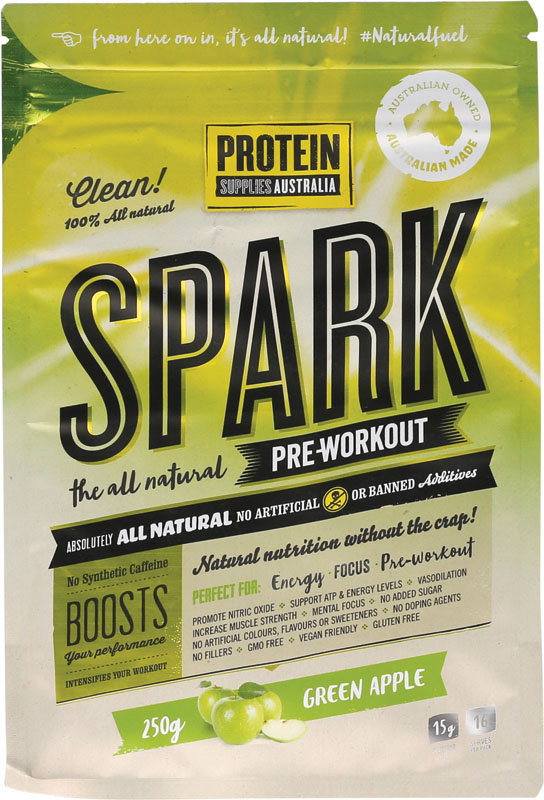 from here on in, it's all natural! #Naturalfuel
AUSTRALIAN OWNED
AUSTRALIAN MADE
PROTEIN
SUPPLIES AUSTRALIA
Clean!
100% All natural
SPARK
PRE-WORKOUT
the all natural
ABSOLUTELY ALL NATURAL NO ARTIFICIAL OR BANNED Additives
Natural nutrition without the crap!
No Synthetic Caffeine
BOOSTS
Your performance
INTENSIFIES YOUR WORKOUT
PERFECT FOR: Energy · FOCUS · Pre-Workout
PROMOTE NITRIC OXIDE ❖ SUPPORT ATP & ENERGY LEVELS ❖ VASODILATION
INCREASE MUSCLE STRENGTH ❖ MENTAL FOCUS ❖ NO ADDED SUGAR
NO ARTIFICIAL COLOURS, FLAVOURS OR SWEETENERS ❖ NO DOPING AGENTS
NO FILLERS ❖ GMO FREE ❖ VEGAN FRIENDLY ❖ GLUTEN FREE
250g
GREEN APPLE
15g
16